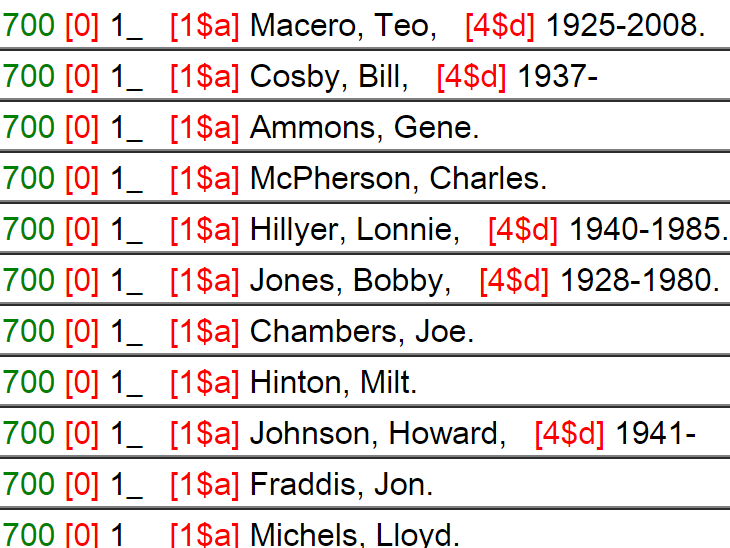 700 [0] 1_ [1$a] Macero, Teo, [4$d] 1925-2008.
700 [0] 1_ [1$a] Cosby, Bill, [4$d] 1937-
700 [0] 1_ [1$a] Ammons, Gene.
700 [0] 1_ [1$a] McPherson, Charles.
700 [0] 1_ [1$a] Hillyer, Lonnie, [4$d] 1940-1985.
700 [0] 1_ [1$a] Jones, Bobby, [4$d] 1928-1980.
700 [0] 1_ [1$a] Chambers, Joe.
700 [0] 1_ [1$a] Hinton, Milt.
700 [0] 1_ [1$a] Johnson, Howard, [4$d] 1941-
700 [0] 1_ [1$a] Fraddis, Jon.
700 [0] 1 [1$a] Michels, Lloyd.